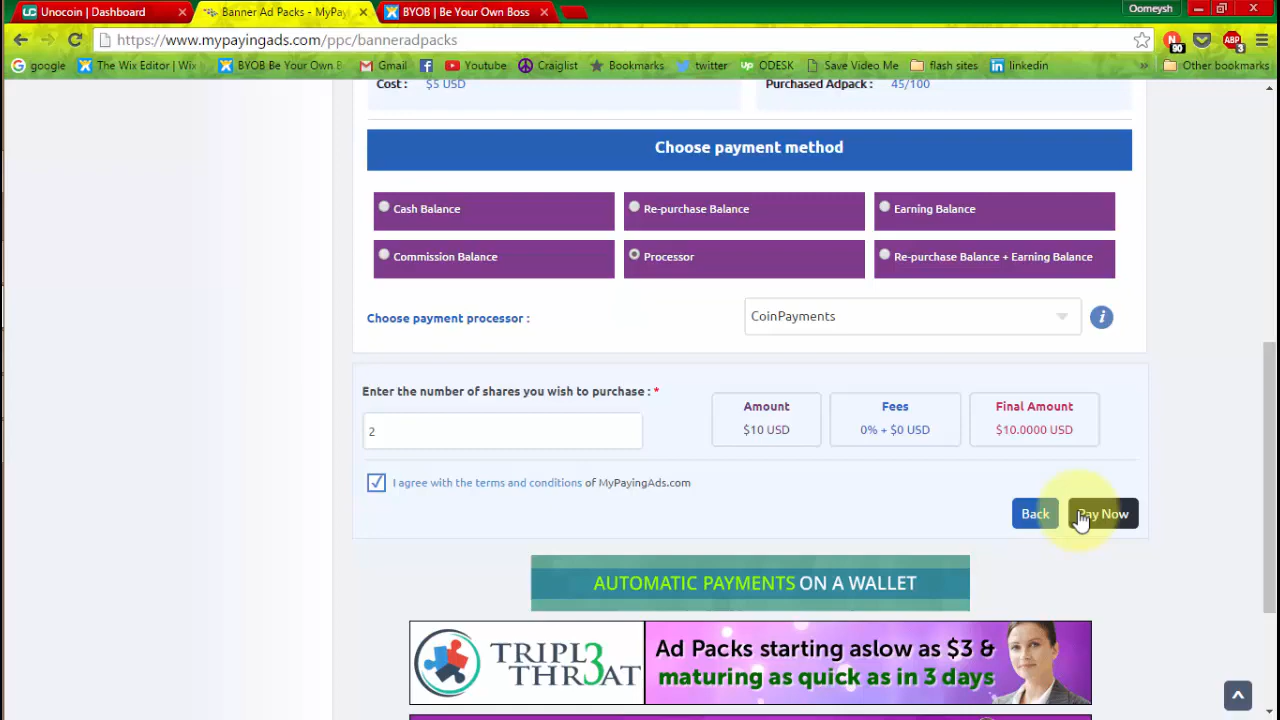 Unocoin | Dashboard
Banner Ad Packs - MyPay
BYOB | Be Your Own Boss
Oomeysh
https://www.mypayingads.com/ppc/banneradpacks
90
ABP
3
google
The Wix Editor | Wix
BYOB Be Your Own B
Gmail
Youtube
Craiglist
Bookmarks
twitter
Up ODESK
Save Video Me
flash sites
linkedin
»
Other bookmarks
Cost : $5 USD
Purchased Adpack: 45/100
Choose payment method
Cash Balance
Re-purchase Balance
Earning Balance
Commission Balance
Processor
Re-purchase Balance + Earning Balance
Choose payment processor :
CoinPayments
i
Enter the number of shares you wish to purchase : *
2
Amount
$10 USD
Fees
0% + $0 USD
Final Amount
$10.0000 USD
I agree with the terms and conditions of MyPayingAds.com
Back
Pay Now
AUTOMATIC PAYMENTS ON A WALLET
TRIPL3
THR3AT
Ad Packs starting aslow as $3 &
maturing as quick as in 3 days